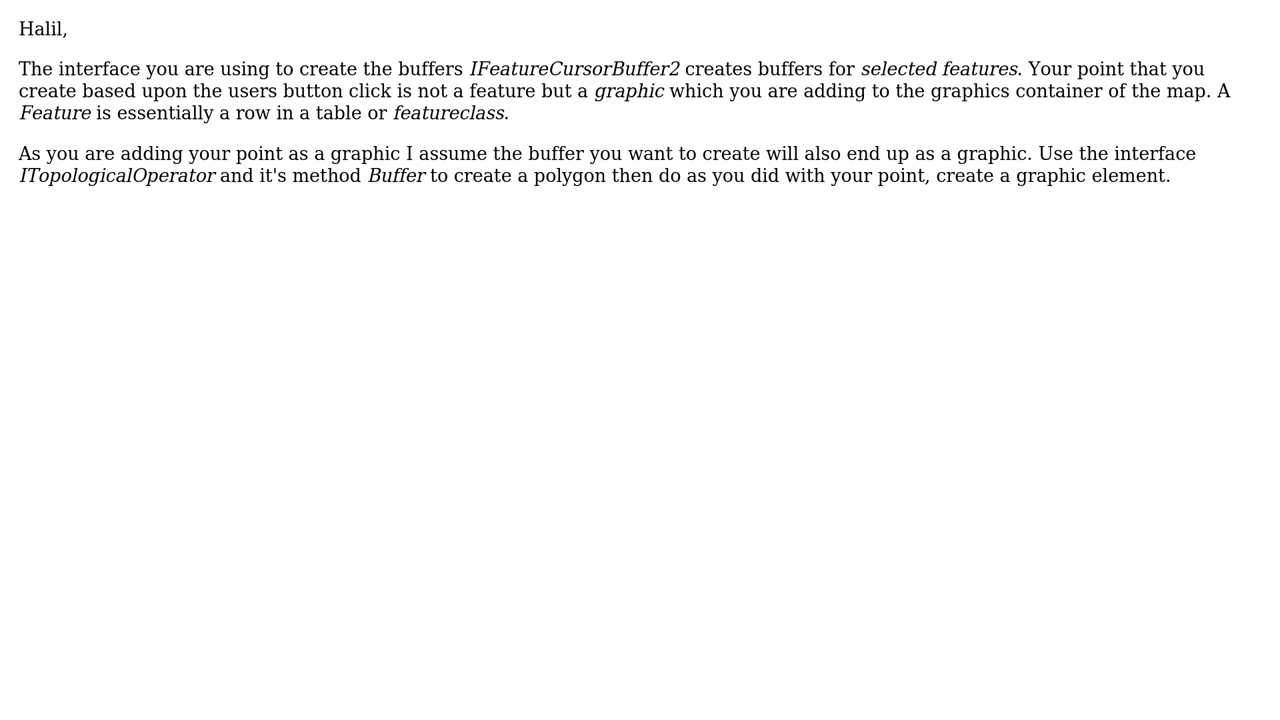 Halil,
The interface you are using to create the buffers IFeatureCursorBuffer2 creates buffers for selected features. Your point that you
create based upon the users button click is not a feature but a graphic which you are adding to the graphics container of the map. A
Feature is essentially a row in a table or featureclass.
As you are adding your point as a graphic I assume the buffer you want to create will also end up as a graphic. Use the interface
ITopologicalOperator and it's method Buffer to create a polygon then do as you did with your point, create a graphic element.